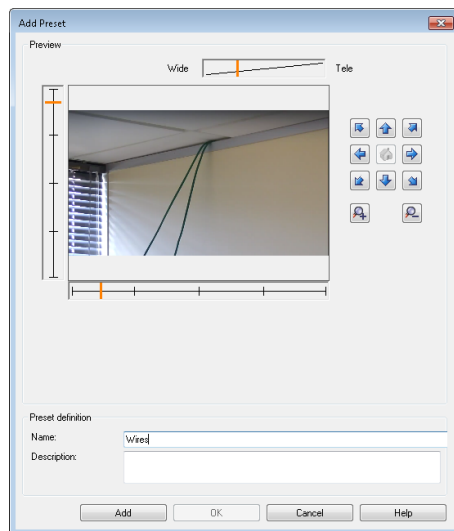 Add Preset
Preview
Wide Tele
Preset definition
Name: Wires
Description:
Add OK Cancel Help